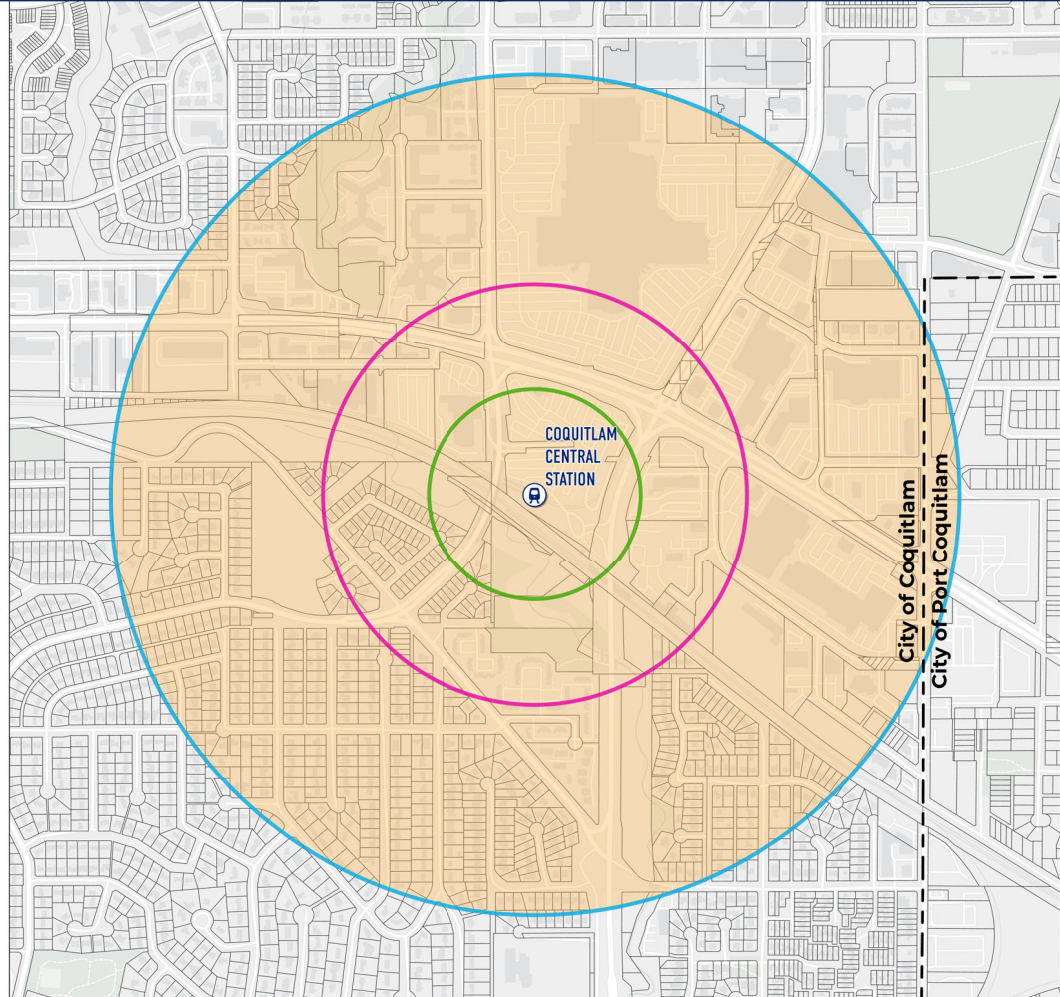 COQUITLAM
CENTRAL
STATION
City of Coquitlam
City of Port Coquitlam